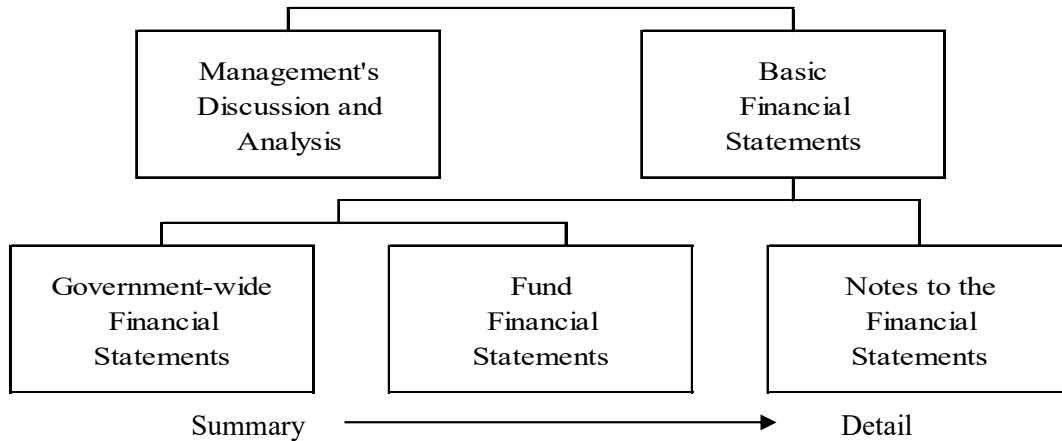 Management's
Discussion and
Analysis
Basic
Financial
Statements
Government-wide
Financial
Statements
Fund
Financial
Statements
Notes to the
Financial
Statements
Summary
Detail